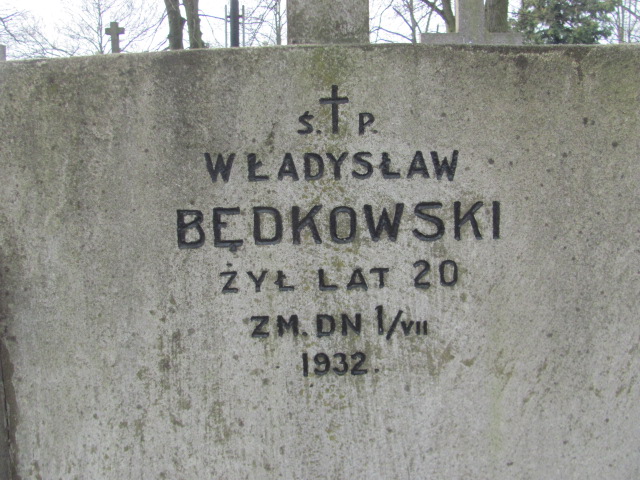 Ś. † P.
WŁADYSŁAW
BĘDKOWSKI
ŻYŁ LAT 20
ZM. DN 1/VII
1932.